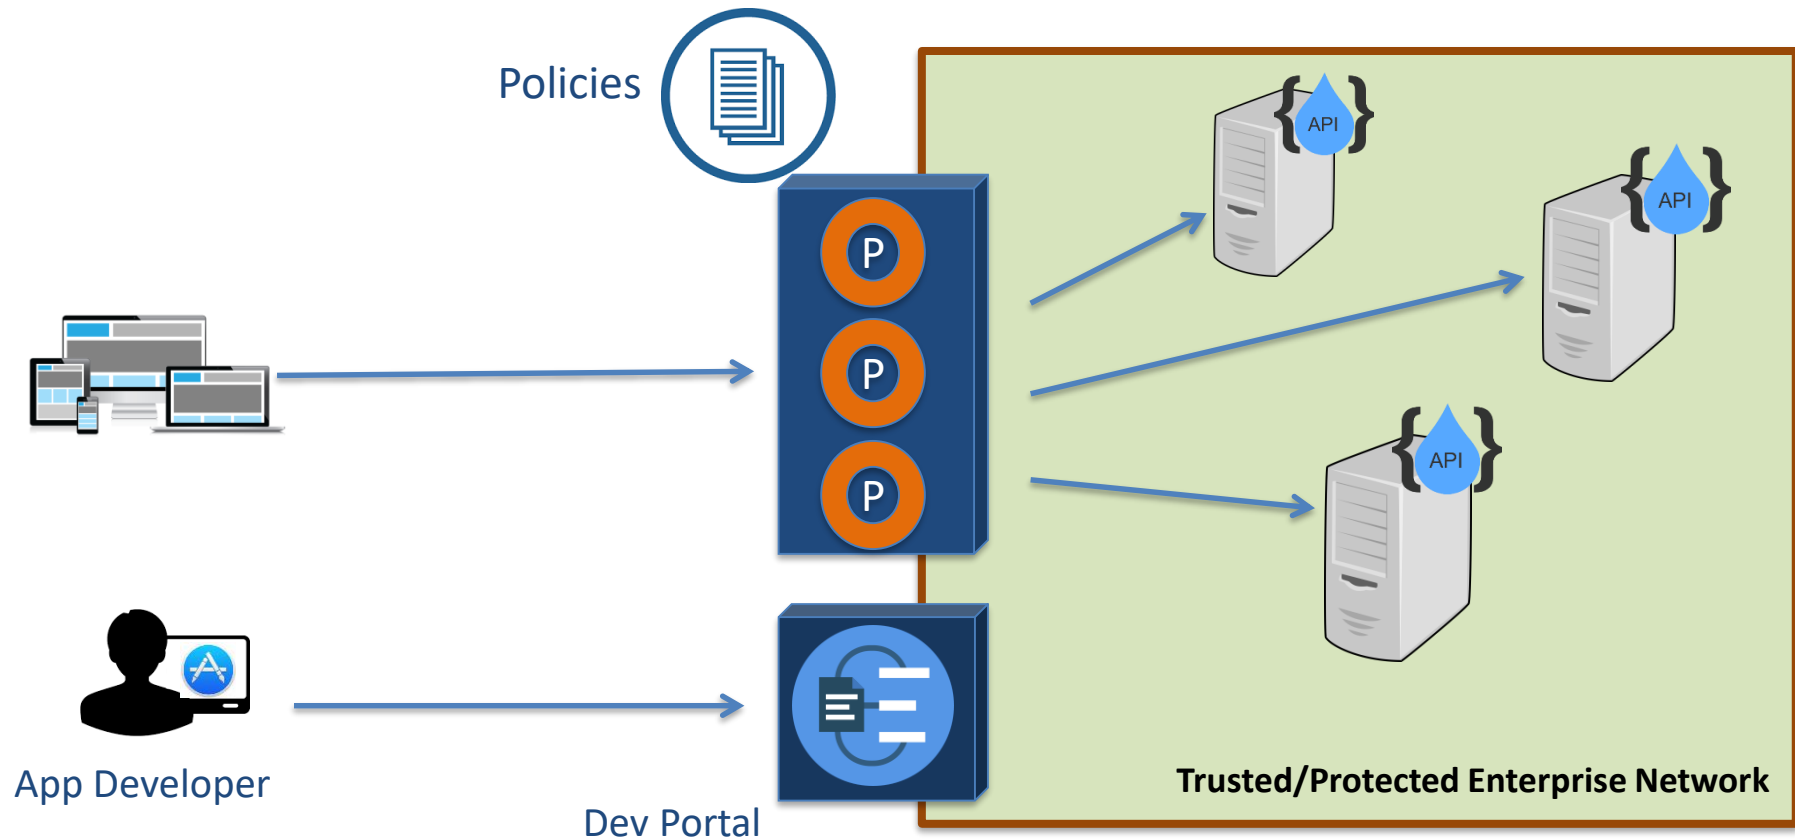 Policies
API
API
P
P
P
API
App Developer
Dev Portal
Trusted/Protected Enterprise Network